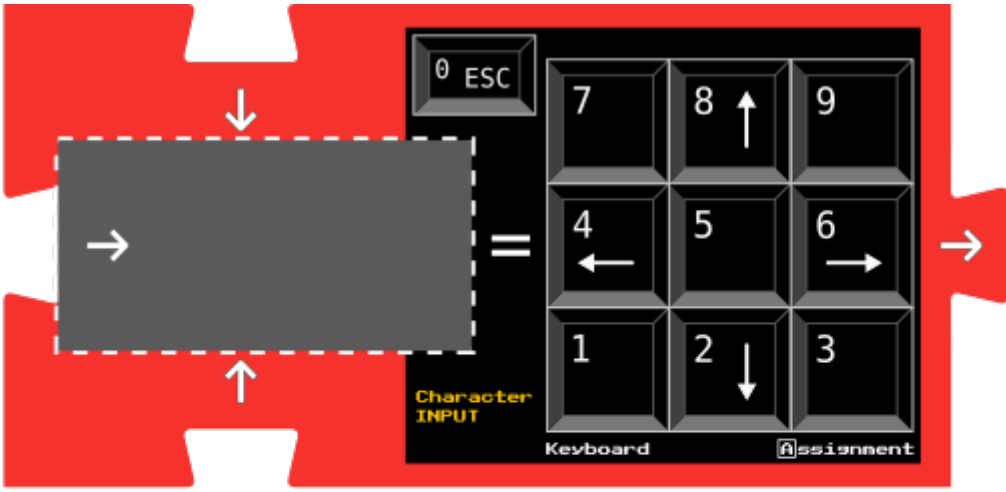 0 ESC
7 8 9
4 5 6
1 2 3
Character
INPUT
Keyboard Assignment